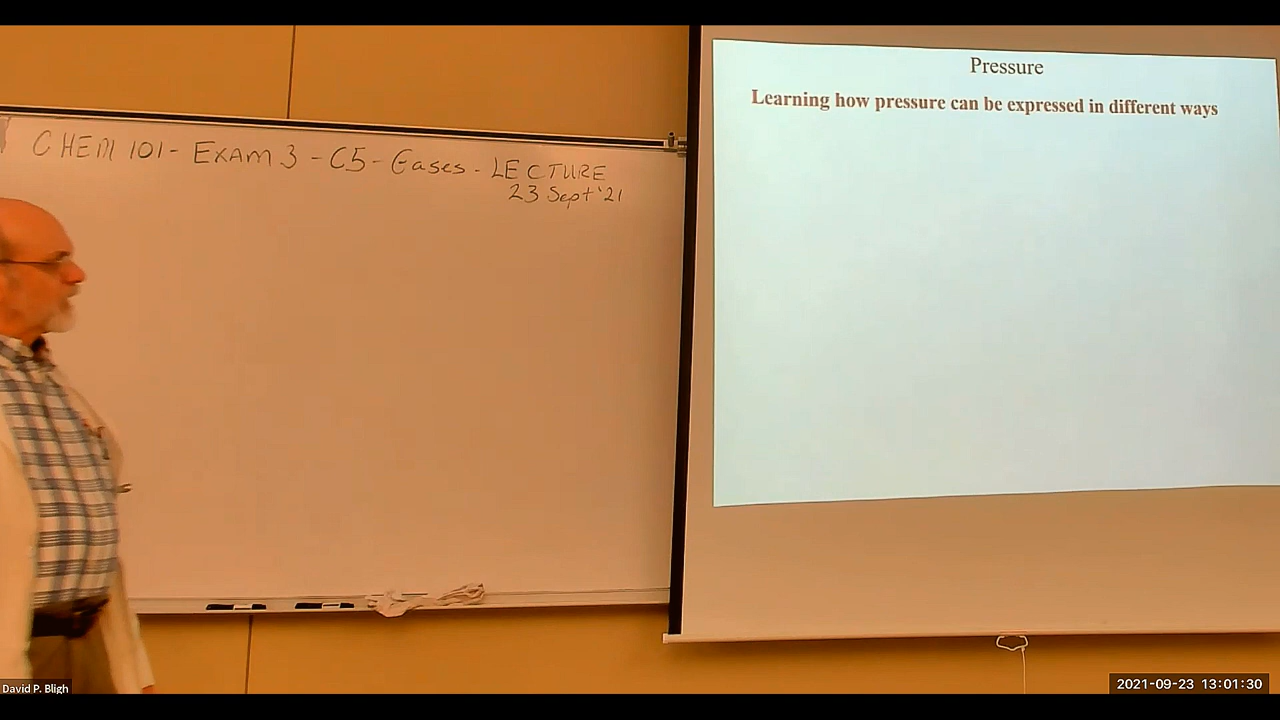 CHEM 101 - EXAM 3 - C5 - Gases - LECTURE
23 Sept '21
Pressure
Learning how pressure can be expressed in different ways
David P. Bligh
2021-09-23 13:01:30